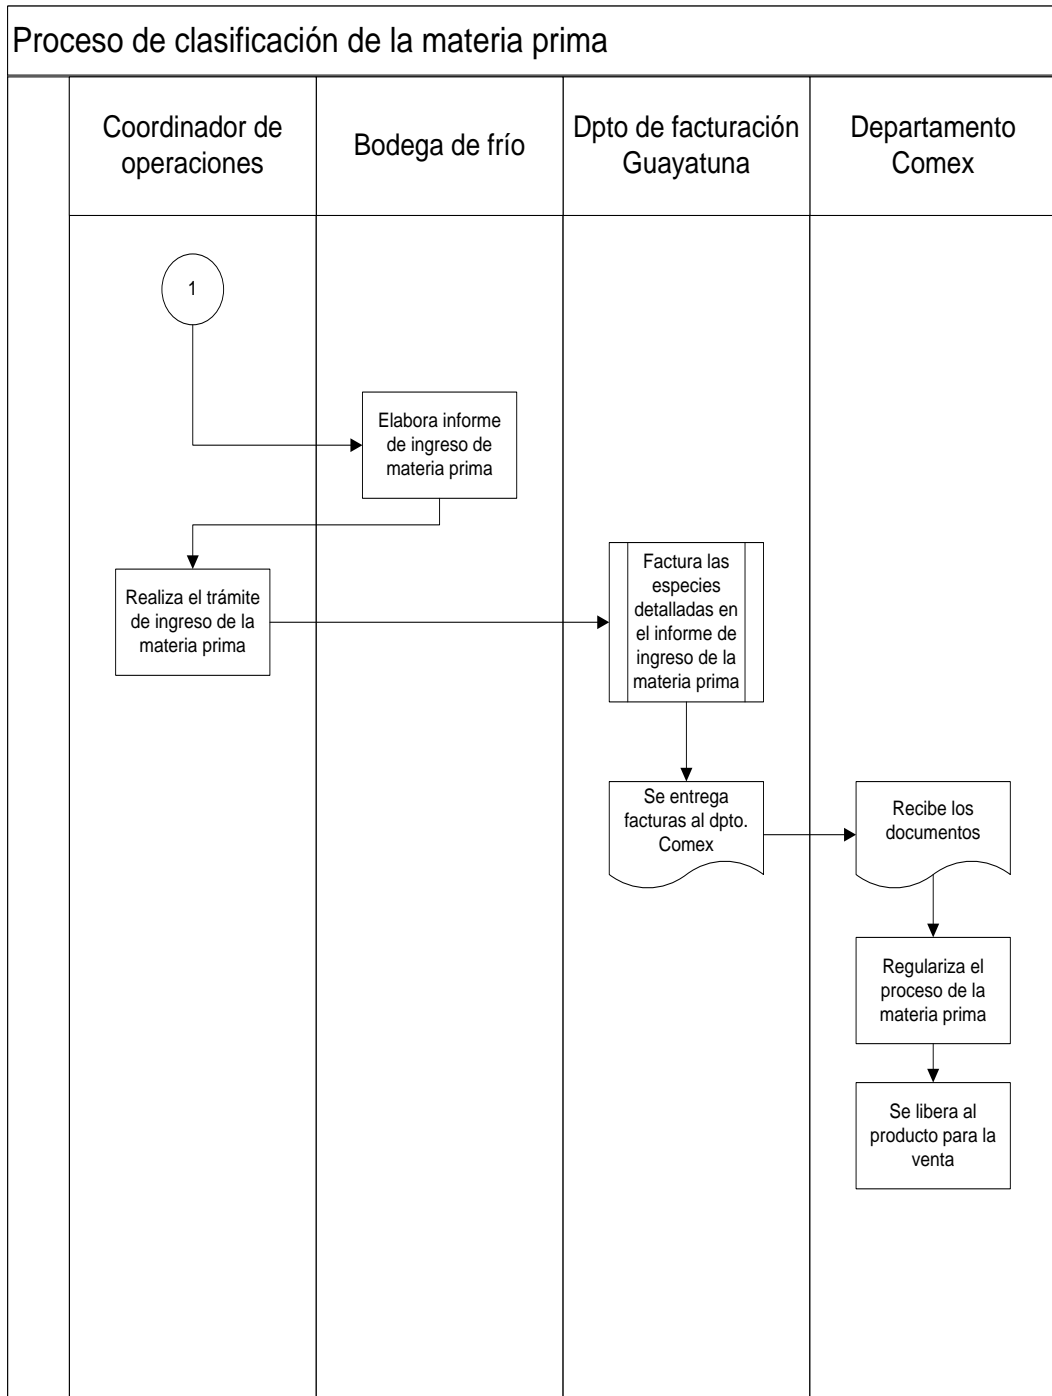 Proceso de clasificación de la materia prima
Coordinador de
operaciones
Bodega de frío
Dpto de facturación
Guayatuna
Departamento
Comex
1
Elabora informe
de ingreso de
materia prima
Realiza el trámite
de ingreso de la
materia prima
Factura las
especies
detalladas en
el informe de
ingreso de la
materia prima
Se entrega
facturas al dpto.
Comex
Recibe los
documentos
Regulariza el
proceso de la
materia prima
Se libera al
producto para la
venta